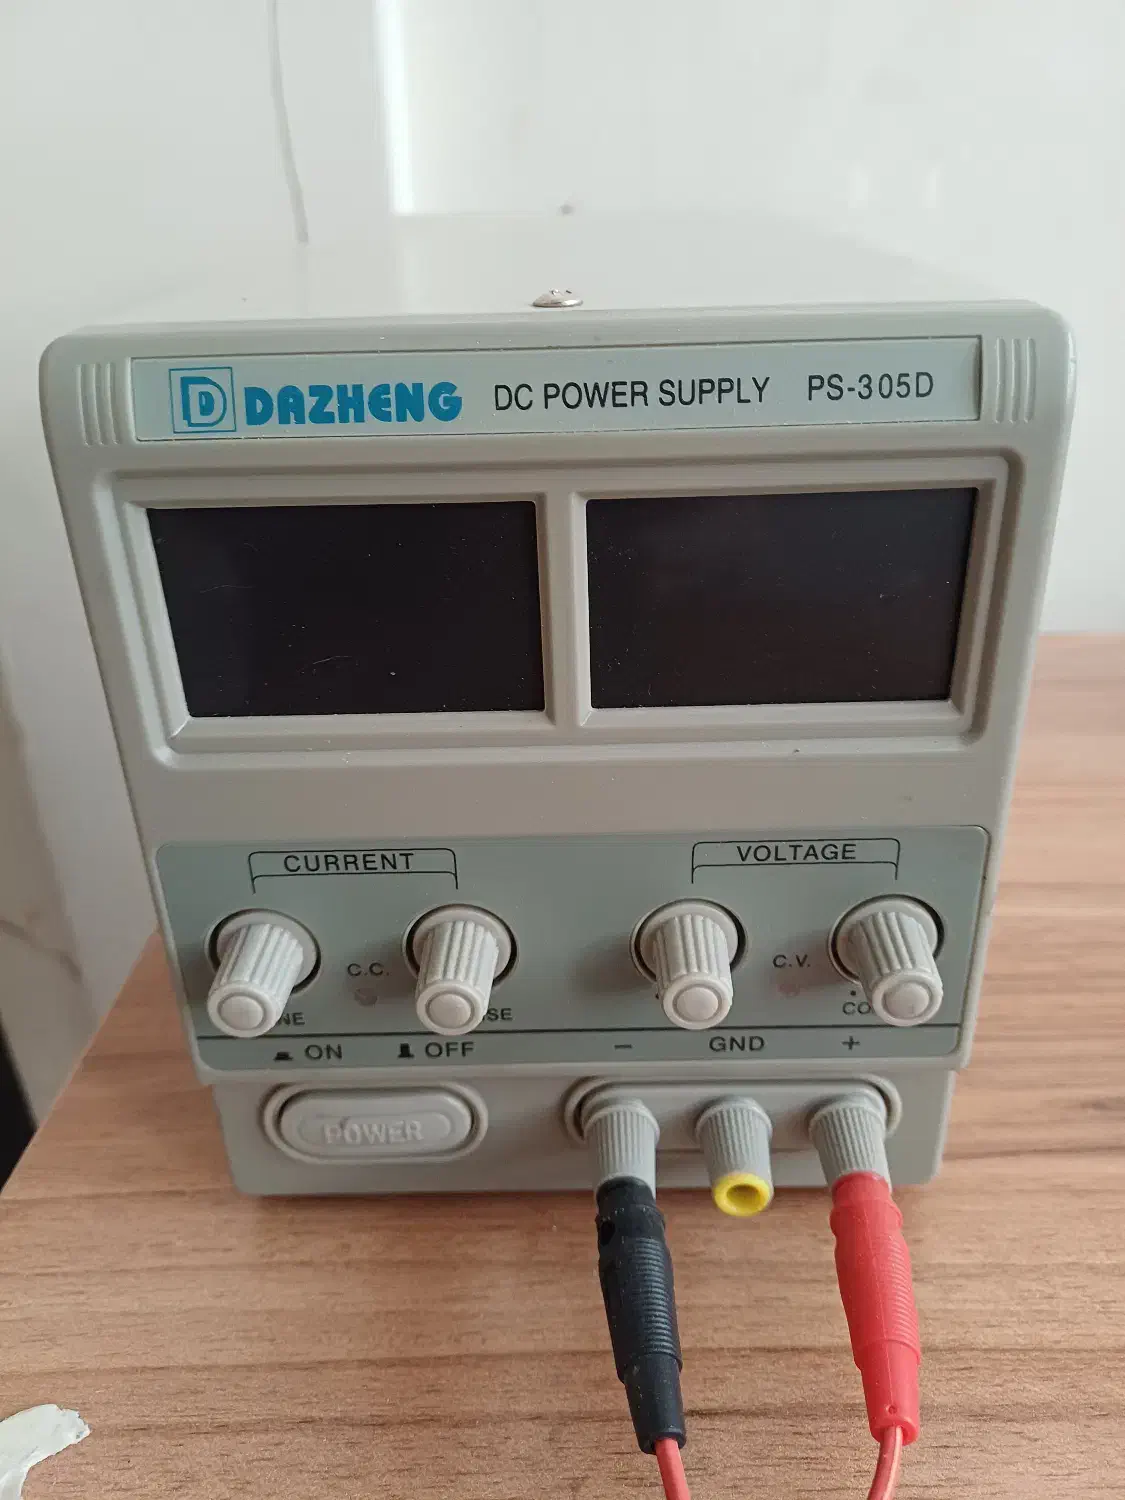 D DAZHENG DC POWER SUPPLY PS-305D
CURRENT VOLTAGE
C.C. C.V.
ON OFF - GND +
POWER